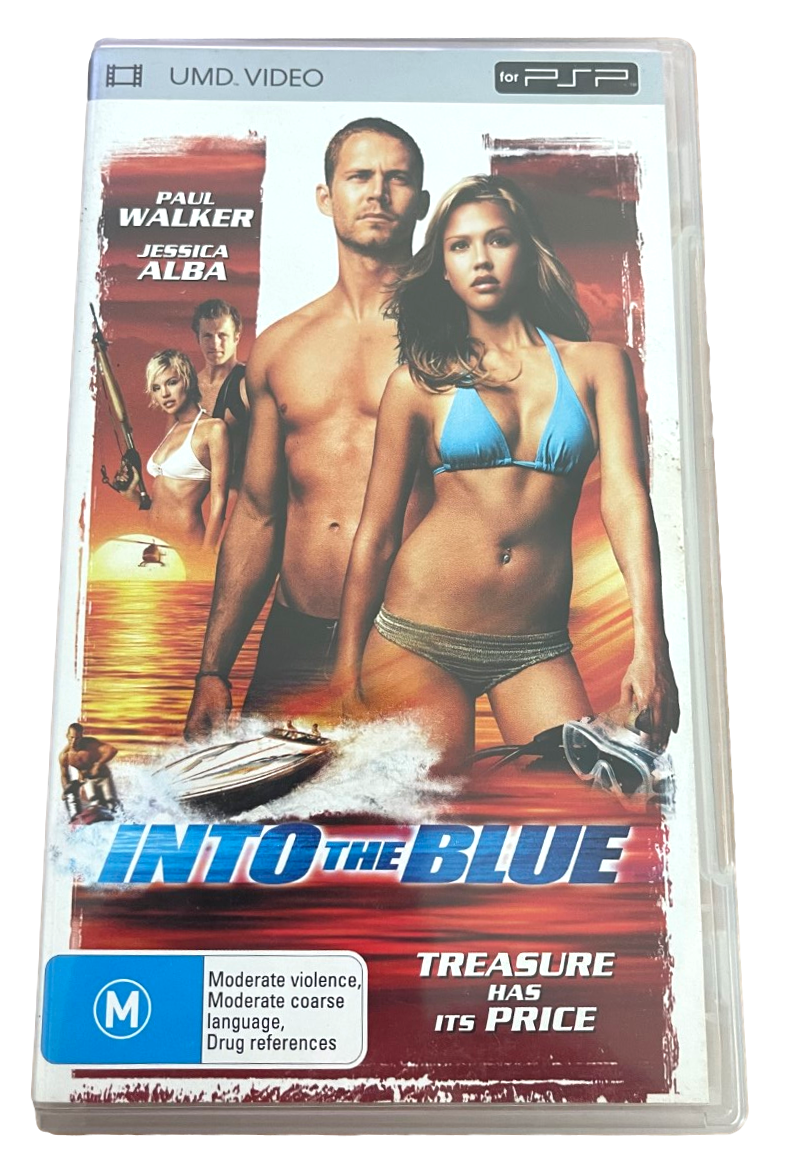 UMD™ VIDEO
for PSP
PAUL
WALKER
JESSICA
ALBA
INTO THE BLUE
M
Moderate violence,
Moderate coarse
language,
Drug references
TREASURE
HAS
ITS PRICE